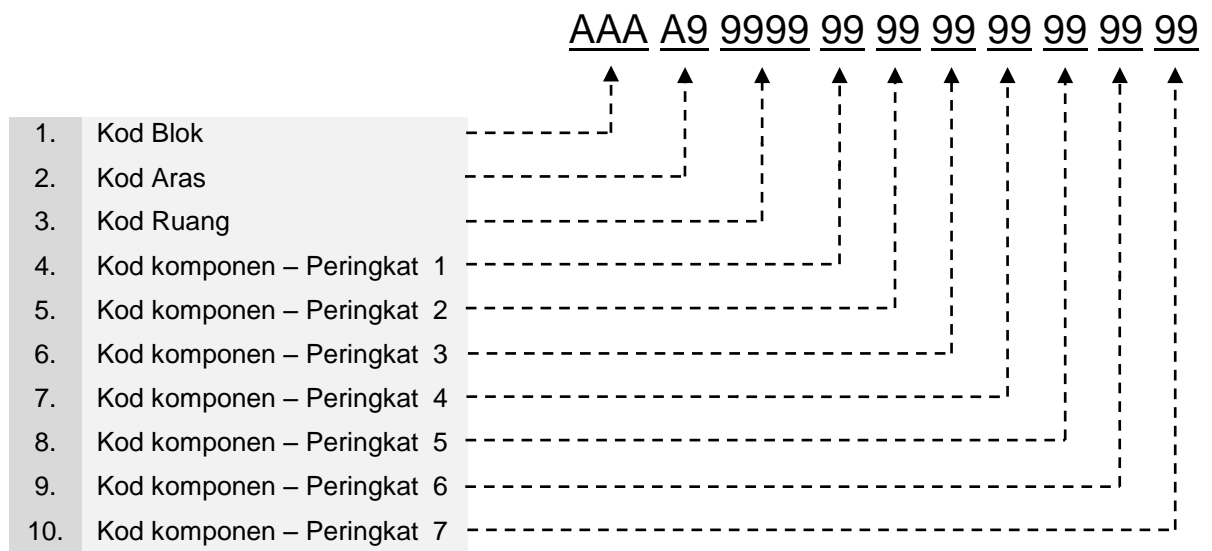 AAA A9 9999 99 99 99 99 99 99 99
1. Kod Blok
2. Kod Aras
3. Kod Ruang
4. Kod komponen – Peringkat 1
5. Kod komponen – Peringkat 2
6. Kod komponen – Peringkat 3
7. Kod komponen – Peringkat 4
8. Kod komponen – Peringkat 5
9. Kod komponen – Peringkat 6
10. Kod komponen – Peringkat 7